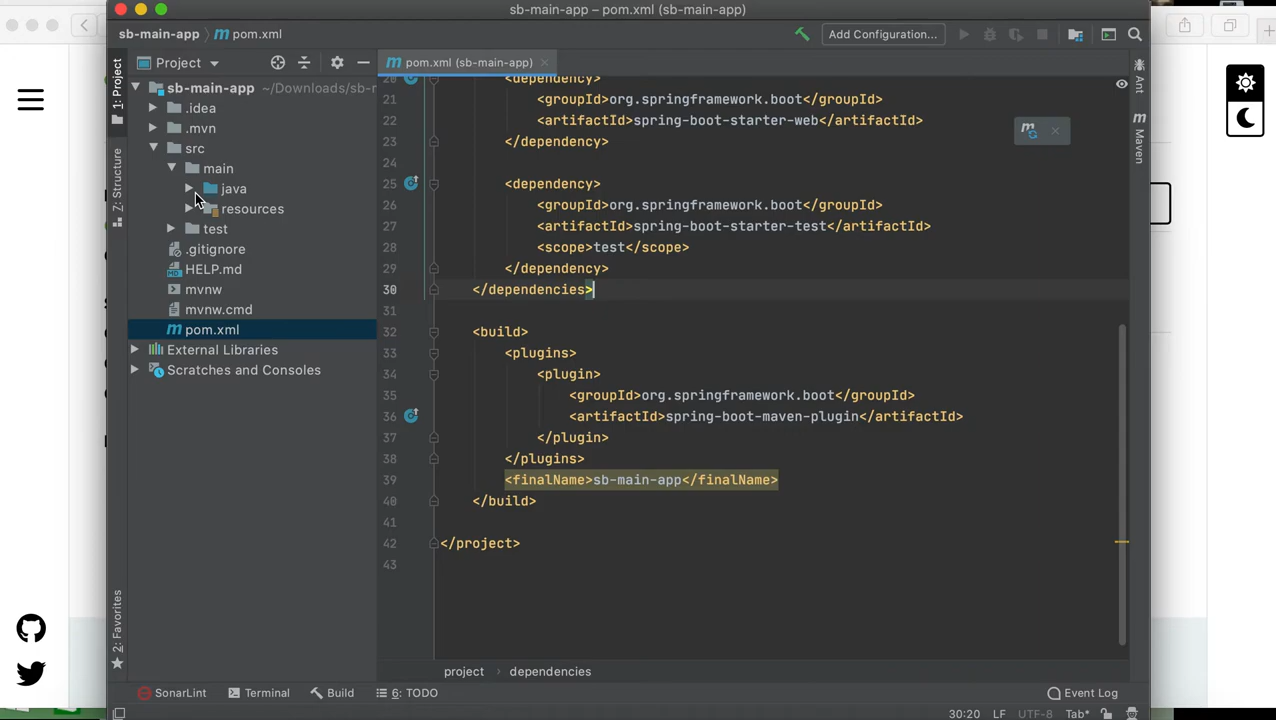 sb-main-app – pom.xml (sb-main-app)
sb-main-app pom.xml
Add Configuration...
Project
pom.xml (sb-main-app)
1: Project
Z: Structure
2: Favorites
sb-main-app ~/Downloads/sb-r
.idea
.mvn
src
main
java
resources
test
.gitignore
HELP.md
mvnw
mvnw.cmd
pom.xml
External Libraries
Scratches and Consoles
20 <dependency>
21 <groupId>org.springframework.boot</groupId>
22 <artifactId>spring-boot-starter-web</artifactId>
23 </dependency>
24
25 <dependency>
26 <groupId>org.springframework.boot</groupId>
27 <artifactId>spring-boot-starter-test</artifactId>
28 <scope>test</scope>
29 </dependency>
30 </dependencies>
31
32 <build>
33 <plugins>
34 <plugin>
35 <groupId>org.springframework.boot</groupId>
36 <artifactId>spring-boot-maven-plugin</artifactId>
37 </plugin>
38 </plugins>
39 <finalName>sb-main-app</finalName>
40 </build>
41
42 </project>
43
Ant
m
Maven
project › dependencies
SonarLint Terminal Build 6: TODO Event Log
30:20 LF UTF-8 Tab*